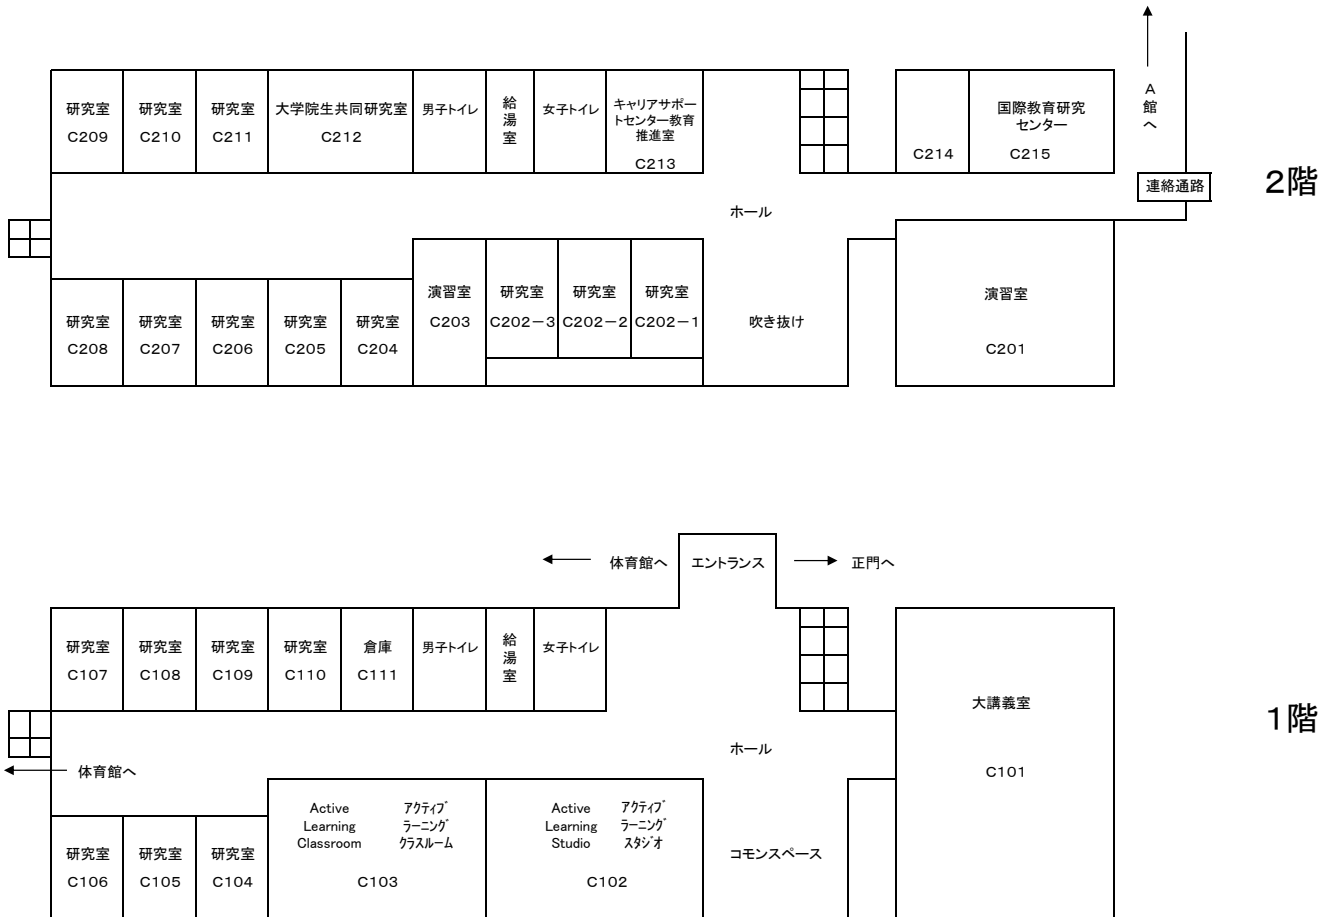 A館へ
研究室
C209
研究室
C210
研究室
C211
大学院生共同研究室
C212
男子トイレ
給湯室
女子トイレ
キャリアサポー
トセンター教育
推進室
C213
C214
国際教育研究
センター
C215
連絡通路
2階
ホール
研究室
C208
研究室
C207
研究室
C206
研究室
C205
研究室
C204
演習室
C203
研究室
C202－3
研究室
C202－2
研究室
C202－1
吹き抜け
演習室
C201
体育館へ
エントランス
正門へ
研究室
C107
研究室
C108
研究室
C109
研究室
C110
倉庫
C111
男子トイレ
給湯室
女子トイレ
大講義室
C101
1階
ホール
体育館へ
研究室
C106
研究室
C105
研究室
C104
Active
Learning
Classroom
ｱｸﾃｨﾌﾞ
ﾗｰﾆﾝｸﾞ
ｸﾗｽﾙｰﾑ
C103
Active
Learning
Studio
ｱｸﾃｨﾌﾞ
ﾗｰﾆﾝｸﾞ
ｽﾀｼﾞｵ
C102
コモンスペース